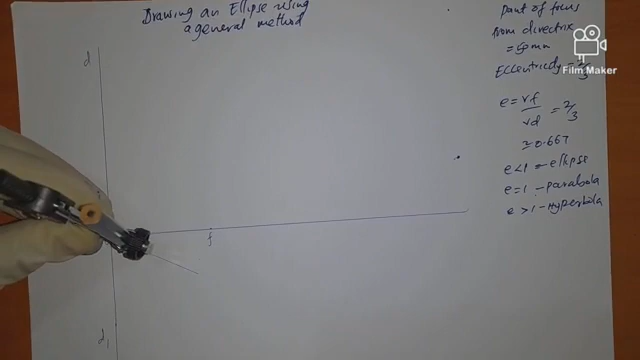 Drawing an Ellipse using
a general method
point of focus
from directrix
= 50mm
Eccentricity = 2/3
Film Maker
e = vf/vd = 2/3
≈ 0.667
e<1 = ellipse
e=1 - parabola
e>1 - Hyperbola
d
f
d1